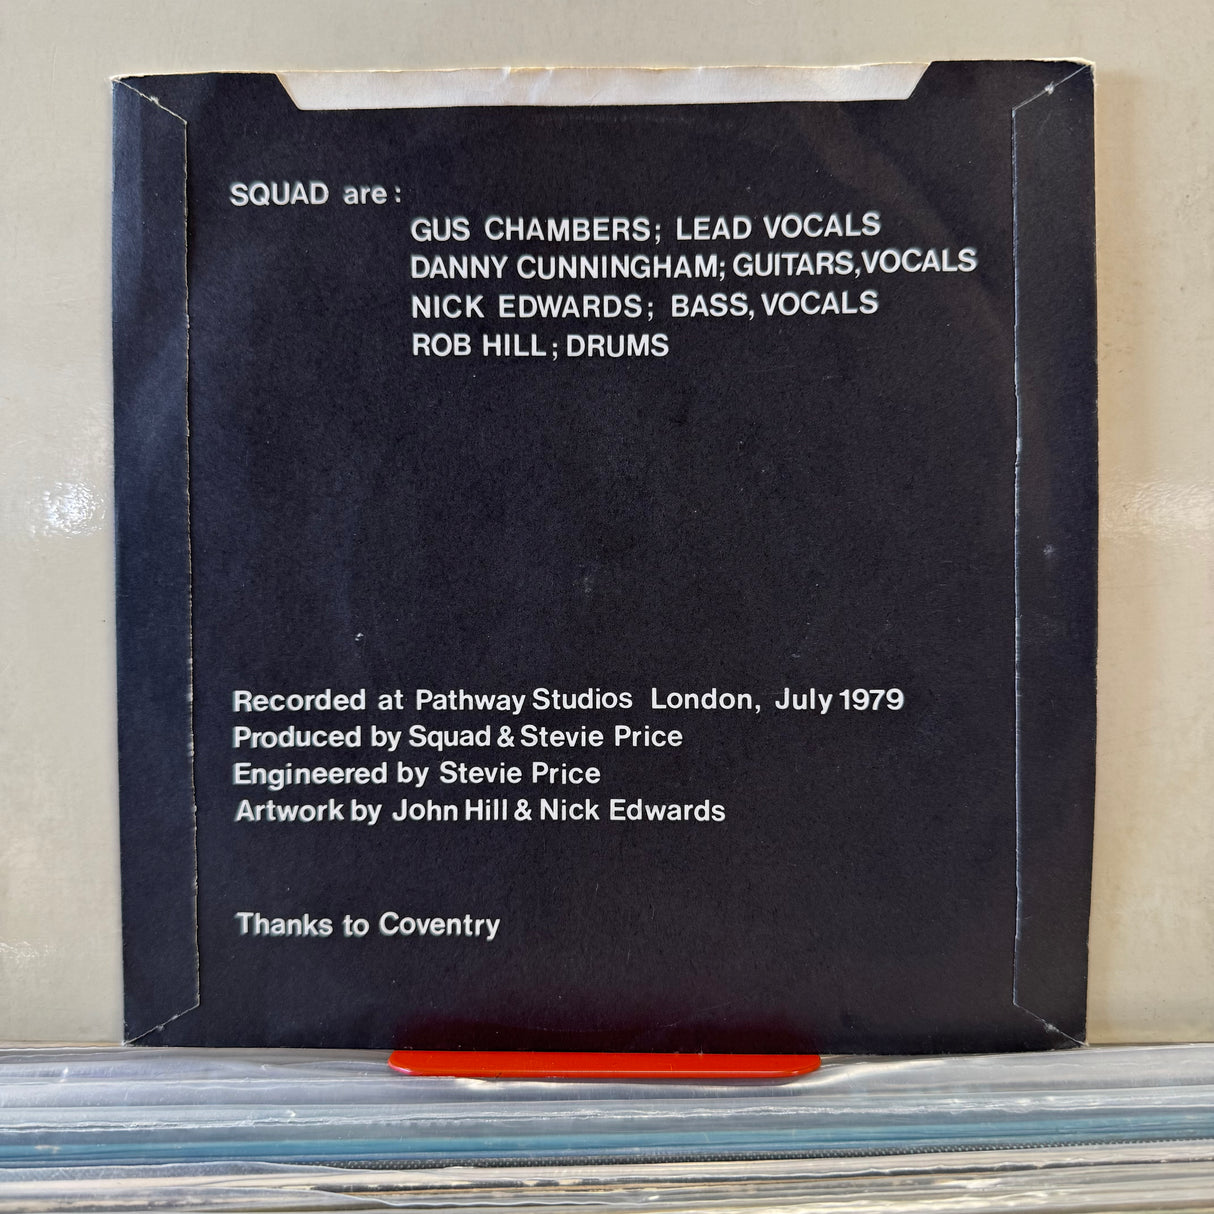 SQUAD are:
GUS CHAMBERS; LEAD VOCALS
DANNY CUNNINGHAM; GUITARS,VOCALS
NICK EDWARDS; BASS, VOCALS
ROB HILL; DRUMS
Recorded at Pathway Studios London, July 1979
Produced by Squad & Stevie Price
Engineered by Stevie Price
Artwork by John Hill & Nick Edwards
Thanks to Coventry